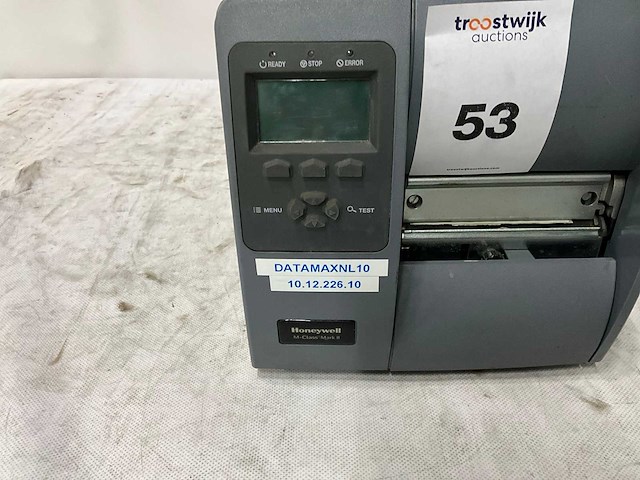 troostwijk
auctions
53
READY STOP ERROR
MENU TEST
DATAMAXNL10
10.12.226.10
Honeywell
M-Class Mark II